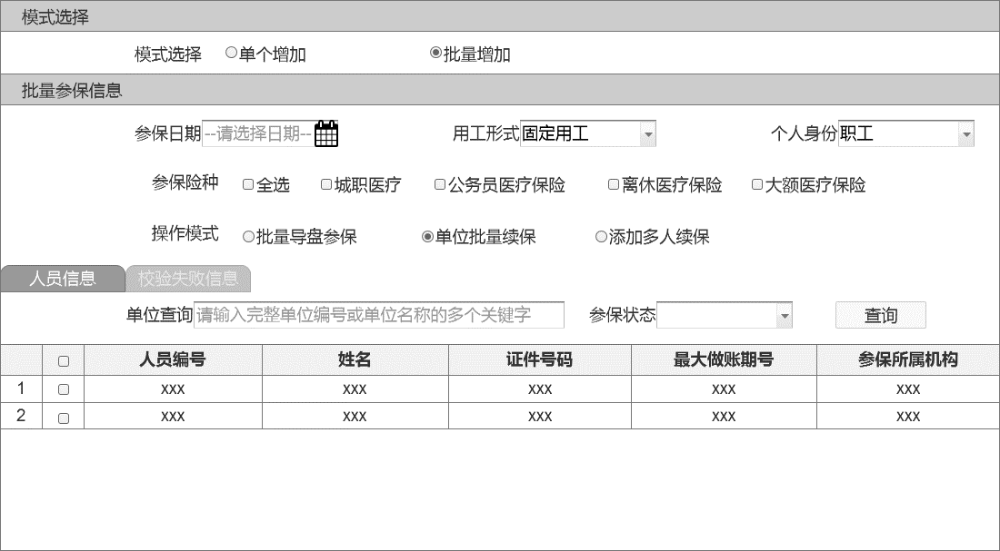 模式选择
模式选择 单个增加 批量增加
批量参保信息
参保日期 --请选择日期-- 用工形式 固定用工 个人身份 职工
参保险种 全选 城职医疗 公务员医疗保险 离休医疗保险 大额医疗保险
操作模式 批量导盘参保 单位批量续保 添加多人续保
人员信息 校验失败信息
单位查询 请输入完整单位编号或单位名称的多个关键字 参保状态 查询
人员编号 姓名 证件号码 最大做账期号 参保所属机构
1 xxx xxx xxx xxx xxx
2 xxx xxx xxx xxx xxx